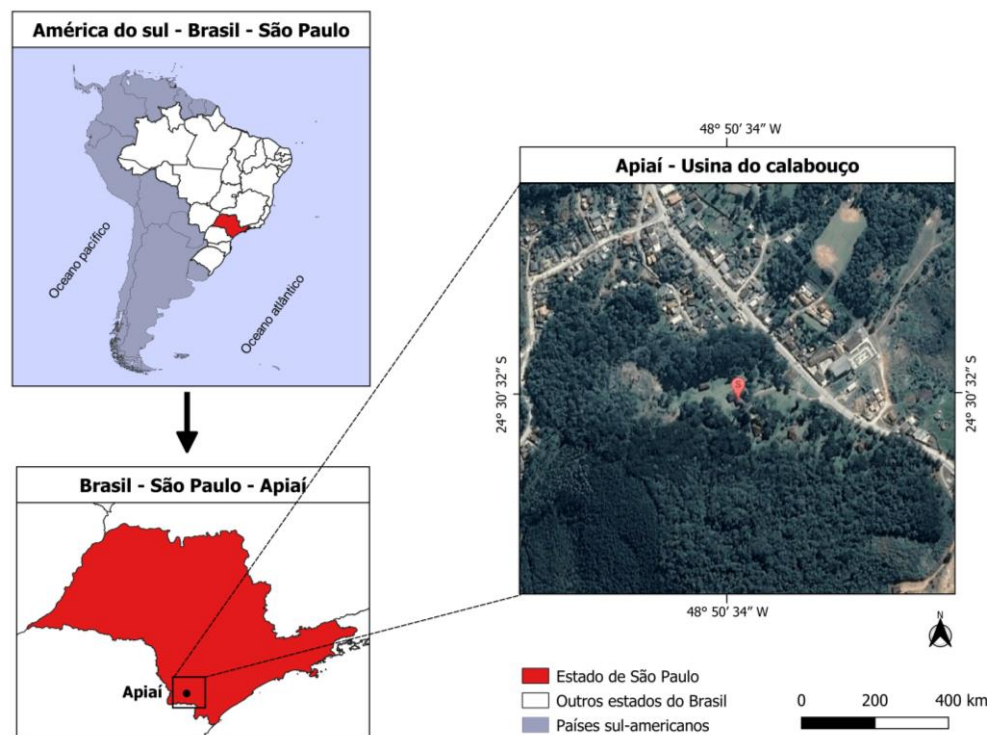 América do sul - Brasil - São Paulo
Oceano pacífico
Oceano atlântico
Brasil - São Paulo - Apiaí
Apiaí
48° 50’ 34” W
Apiaí - Usina do calabouço
24° 30’ 32” S
24° 30’ 32” S
S
48° 50’ 34” W
N
Estado de São Paulo
Outros estados do Brasil
Países sul-americanos
0 200 400 km